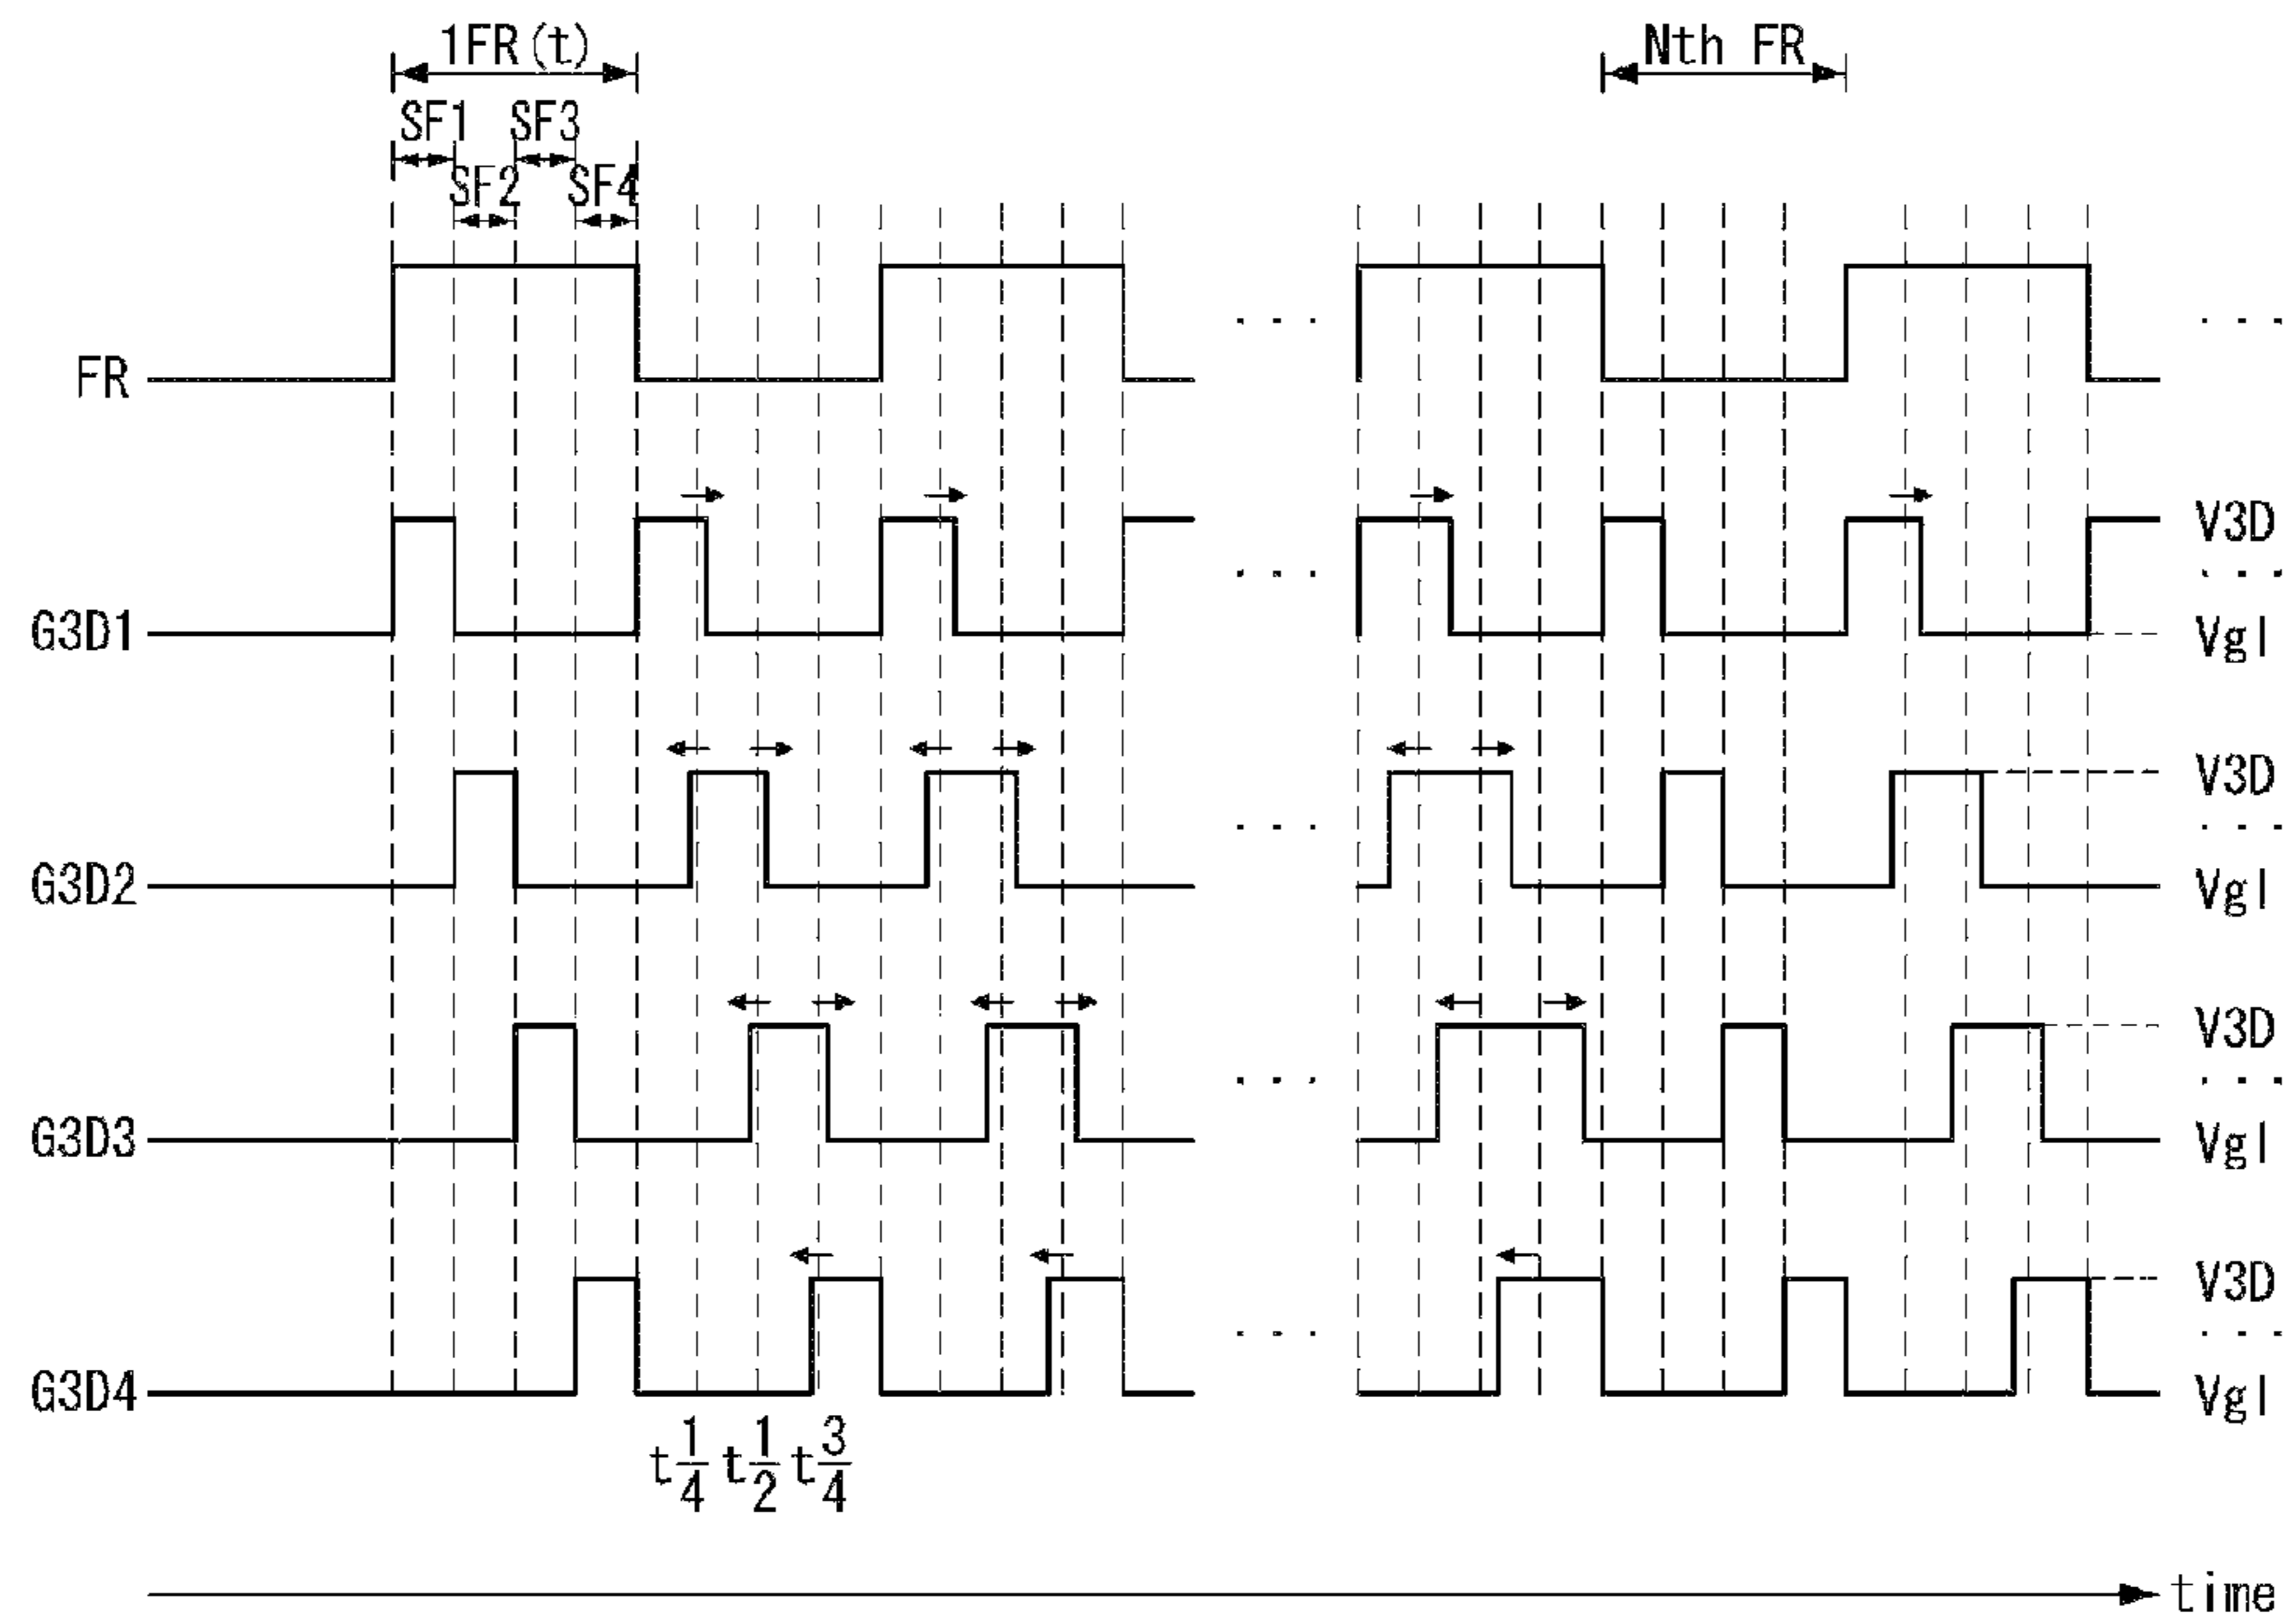 1FR(t) Nth FR
SF1 SF3
SF2 SF4
FR . . . . . .
V3D
. . . . . .
G3D1 Vgl
V3D
. . . . . .
G3D2 Vgl
V3D
. . . . . .
G3D3 Vgl
V3D
. . . . . .
G3D4 Vgl
t1/4 t1/2 t3/4
time